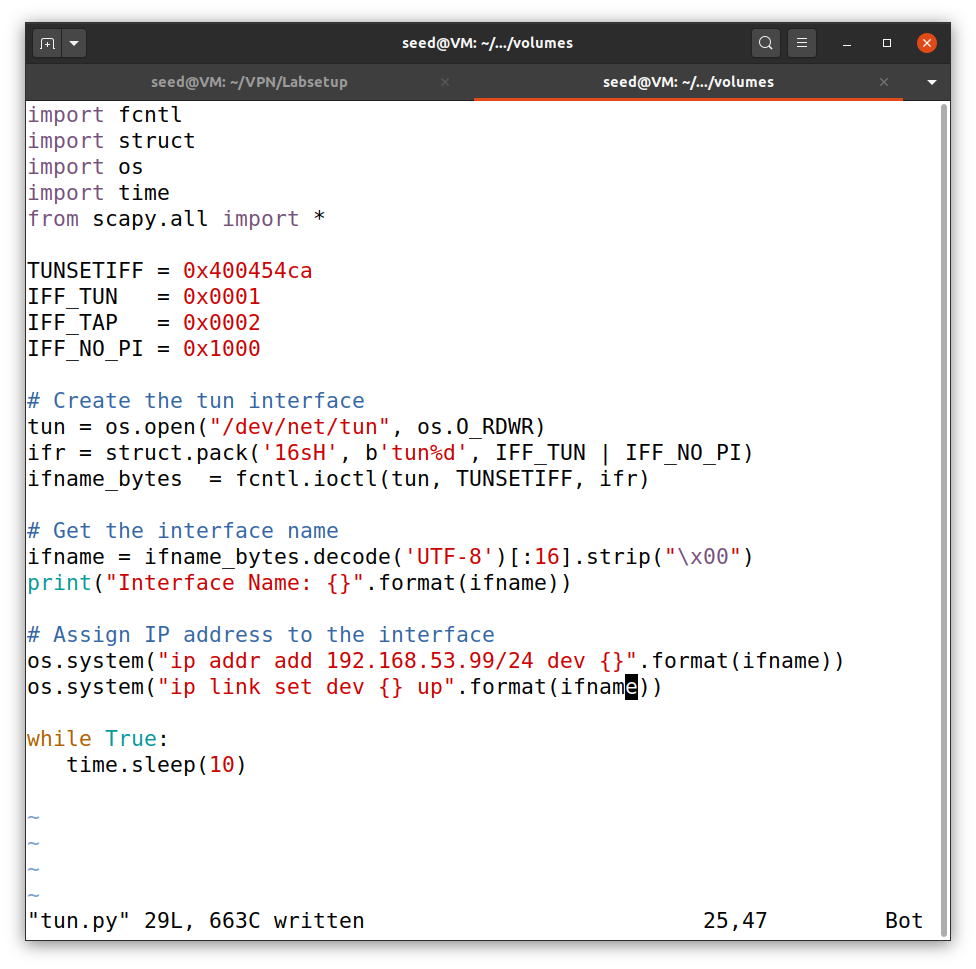 seed@VM: ~/.../volumes
seed@VM: ~/VPN/Labsetup
seed@VM: ~/.../volumes
import fcntl
import struct
import os
import time
from scapy.all import *
TUNSETIFF = 0x400454ca
IFF_TUN   = 0x0001
IFF_TAP   = 0x0002
IFF_NO_PI = 0x1000
# Create the tun interface
tun = os.open("/dev/net/tun", os.O_RDWR)
ifr = struct.pack('16sH', b'tun%d', IFF_TUN | IFF_NO_PI)
ifname_bytes  = fcntl.ioctl(tun, TUNSETIFF, ifr)
# Get the interface name
ifname = ifname_bytes.decode('UTF-8')[:16].strip("\x00")
print("Interface Name: {}".format(ifname))
# Assign IP address to the interface
os.system("ip addr add 192.168.53.99/24 dev {}".format(ifname))
os.system("ip link set dev {} up".format(ifname))
while True:
   time.sleep(10)
~
~
~
~
"tun.py" 29L, 663C written 25,47 Bot